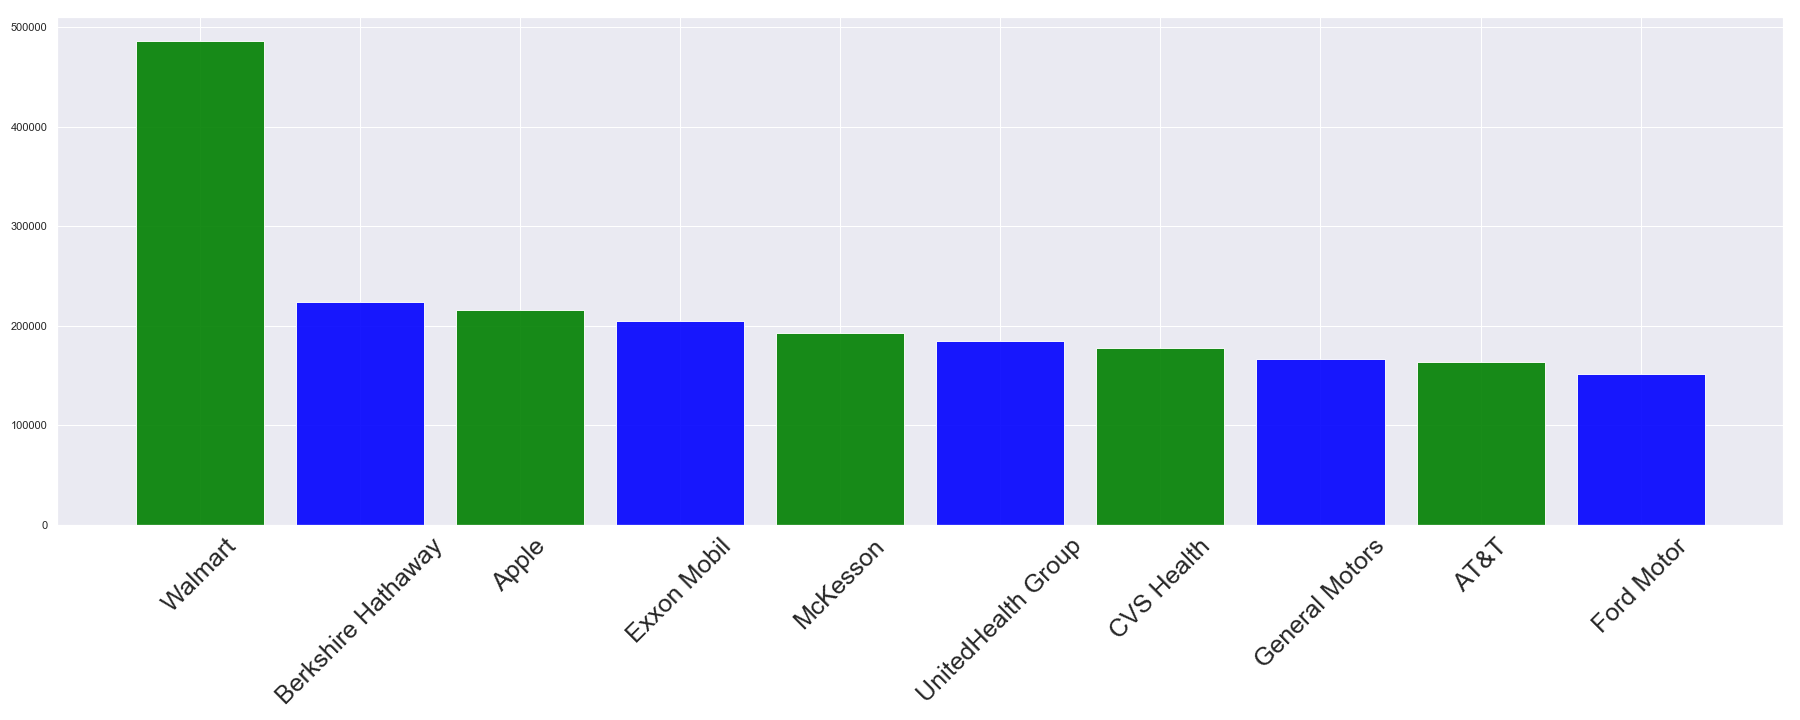 500000
400000
300000
200000
100000
0
Walmart
Berkshire Hathaway
Apple
Exxon Mobil
McKesson
UnitedHealth Group
CVS Health
General Motors
AT&T
Ford Motor